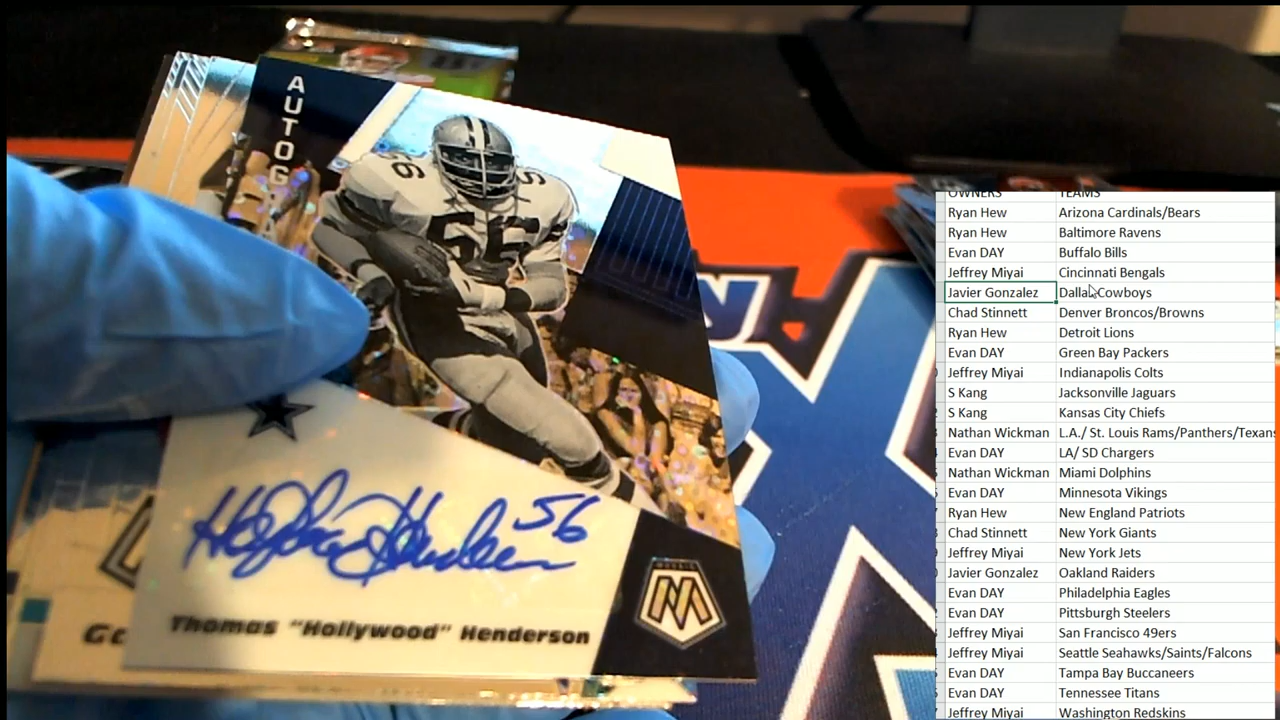 AUTOG
56
56
Hollywood Henderson 56
Thomas "Hollywood" Henderson
MOSAIC
M
Go
OWNERS TEAMS
Ryan Hew Arizona Cardinals/Bears
Ryan Hew Baltimore Ravens
Evan DAY Buffalo Bills
Jeffrey Miyai Cincinnati Bengals
Javier Gonzalez Dallas Cowboys
Chad Stinnett Denver Broncos/Browns
Ryan Hew Detroit Lions
Evan DAY Green Bay Packers
Jeffrey Miyai Indianapolis Colts
S Kang Jacksonville Jaguars
S Kang Kansas City Chiefs
Nathan Wickman L.A./ St. Louis Rams/Panthers/Texans
Evan DAY LA/ SD Chargers
Nathan Wickman Miami Dolphins
Evan DAY Minnesota Vikings
Ryan Hew New England Patriots
Chad Stinnett New York Giants
Jeffrey Miyai New York Jets
Javier Gonzalez Oakland Raiders
Evan DAY Philadelphia Eagles
Evan DAY Pittsburgh Steelers
Jeffrey Miyai San Francisco 49ers
Jeffrey Miyai Seattle Seahawks/Saints/Falcons
Evan DAY Tampa Bay Buccaneers
Evan DAY Tennessee Titans
Jeffrey Miyai Washington Redskins